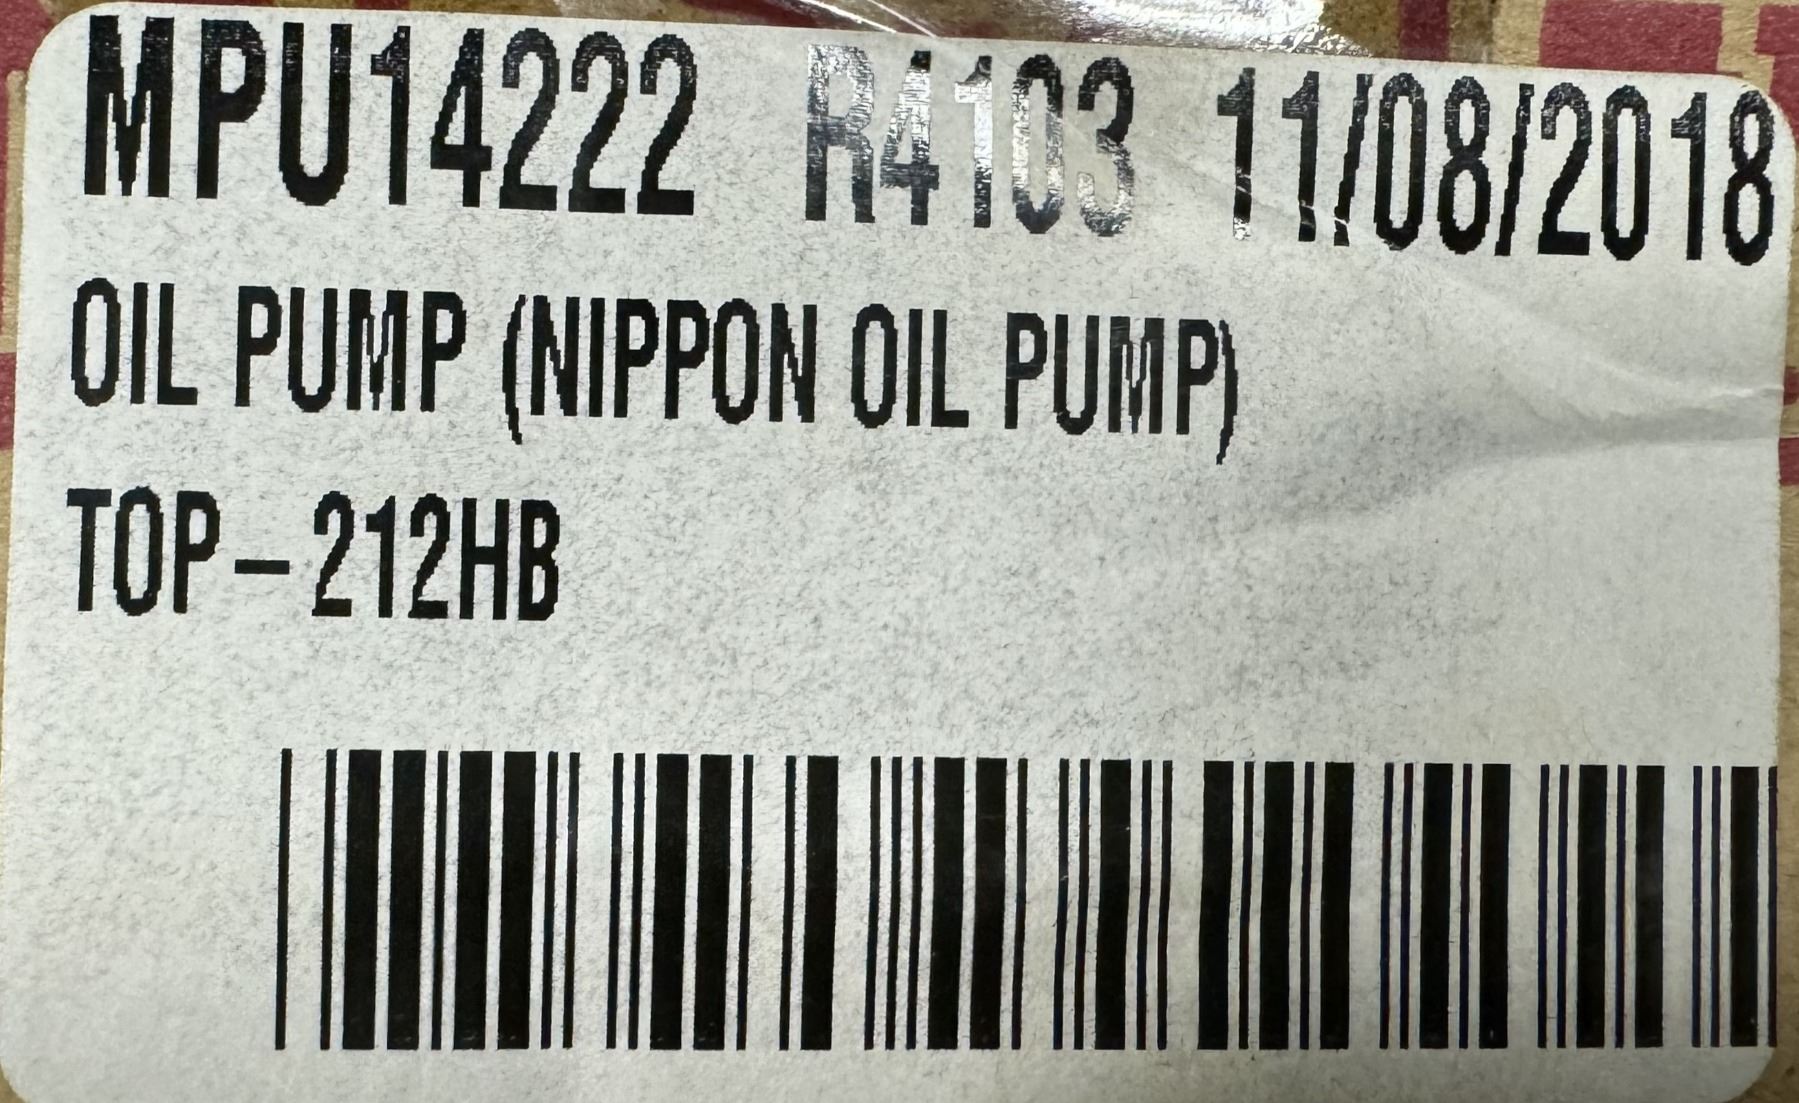 MPU14222 R4103 11/08/2018
OIL PUMP (NIPPON OIL PUMP)
TOP-212HB